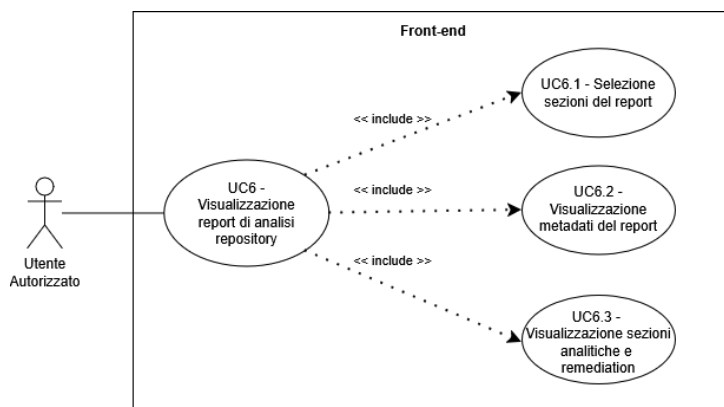 Front-end
UC6.1 - Selezione
sezioni del report
<< include >>
UC6 -
Visualizzazione
report di analisi
repository
<< include >>
UC6.2 -
Visualizzazione
metadati del report
Utente
Autorizzato
<< include >>
UC6.3 -
Visualizzazione sezioni
analitiche e
remediation